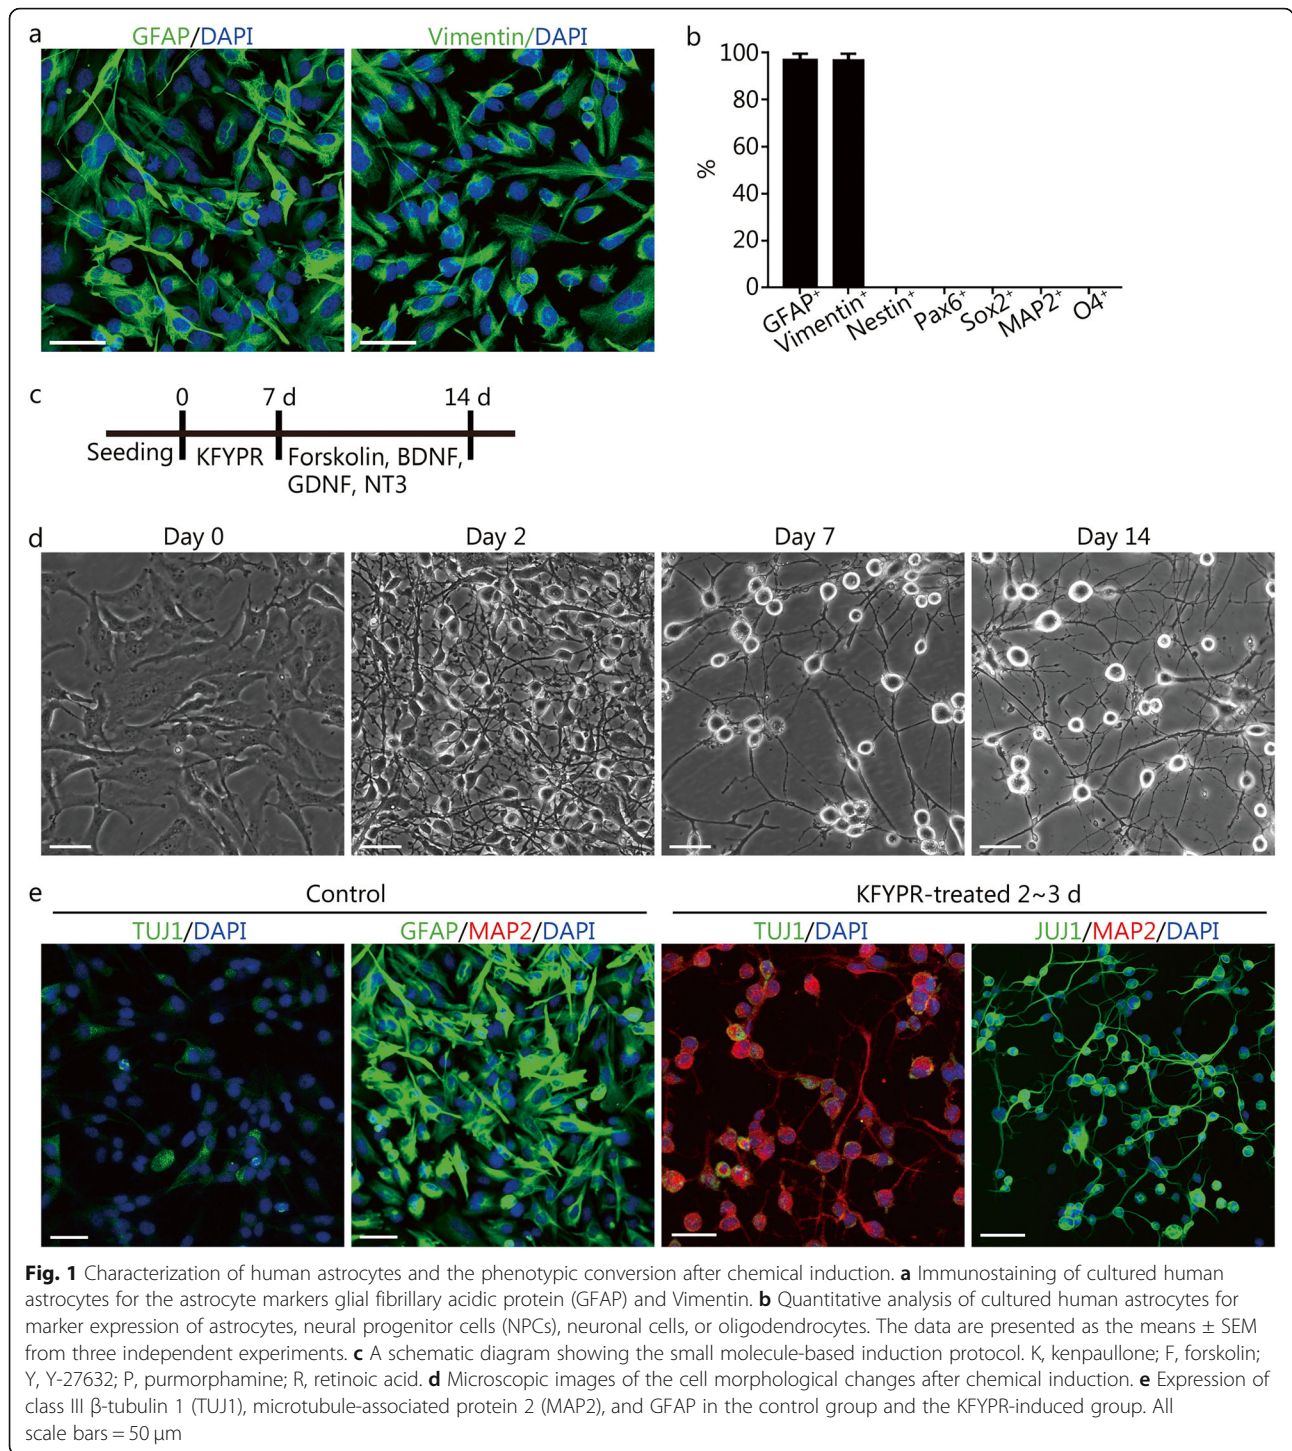 a
GFAP/DAPI
Vimentin/DAPI
b
100
80
60
40
20
0
%
GFAP+
Vimentin+
Nestin+
Pax6+
Sox2+
MAP2+
O4+
c
0
7 d
14 d
Seeding
KFYPR
Forskolin, BDNF,
GDNF, NT3
d
Day 0
Day 2
Day 7
Day 14
e
Control
KFYPR-treated 2~3 d
TUJ1/DAPI
GFAP/MAP2/DAPI
TUJ1/DAPI
JUJ1/MAP2/DAPI
Fig. 1 Characterization of human astrocytes and the phenotypic conversion after chemical induction. a Immunostaining of cultured human
astrocytes for the astrocyte markers glial fibrillary acidic protein (GFAP) and Vimentin. b Quantitative analysis of cultured human astrocytes for
marker expression of astrocytes, neural progenitor cells (NPCs), neuronal cells, or oligodendrocytes. The data are presented as the means ± SEM
from three independent experiments. c A schematic diagram showing the small molecule-based induction protocol. K, kenpaullone; F, forskolin;
Y, Y-27632; P, purmorphamine; R, retinoic acid. d Microscopic images of the cell morphological changes after chemical induction. e Expression of
class III β-tubulin 1 (TUJ1), microtubule-associated protein 2 (MAP2), and GFAP in the control group and the KFYPR-induced group. All
scale bars = 50 μm